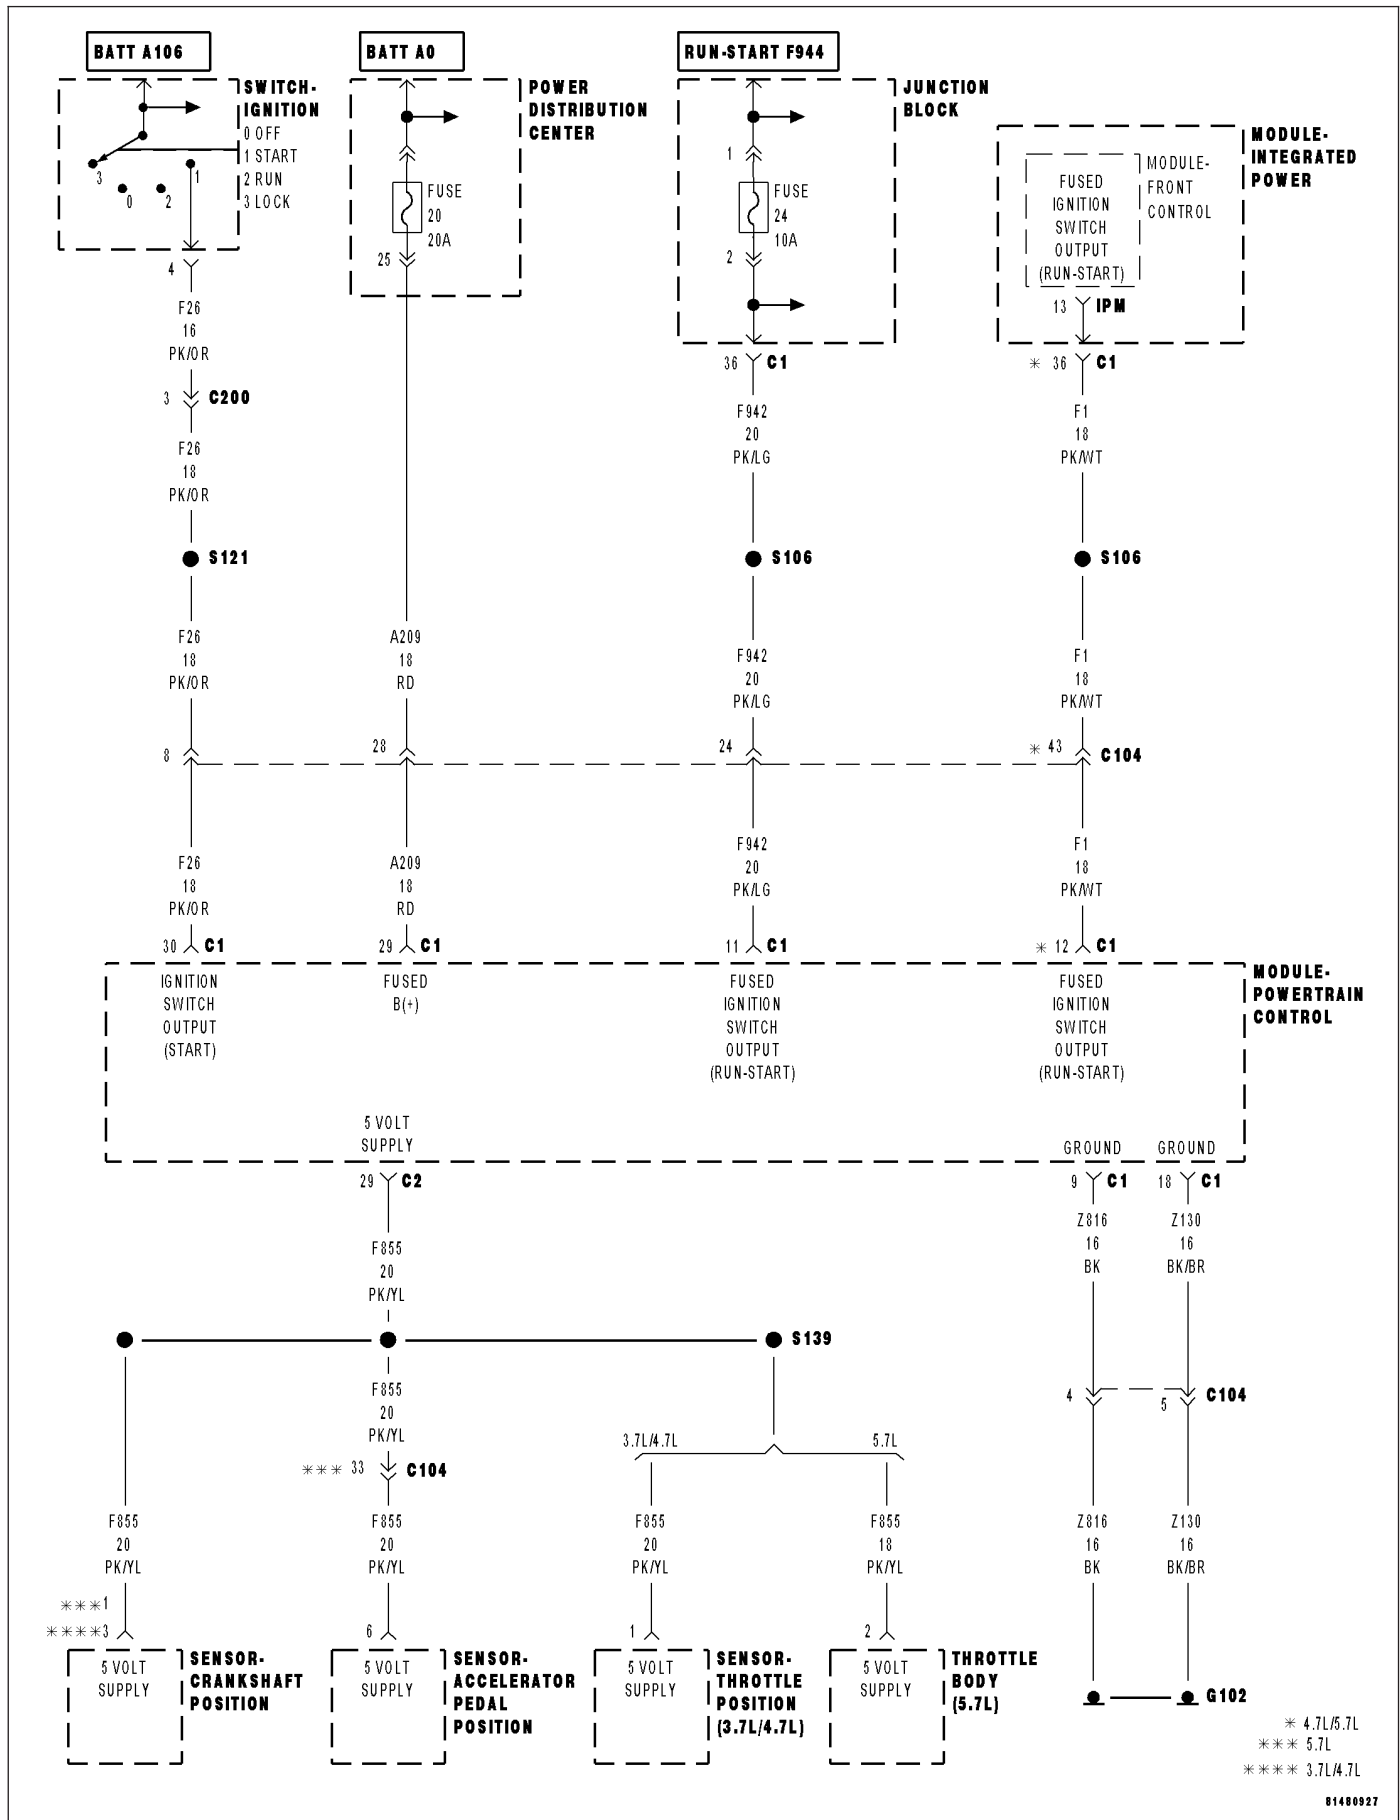 BATT A106
BATT A0
RUN-START F944
SWITCH-
IGNITION
0 OFF
1 START
2 RUN
3 LOCK
3
0
2
1
4
POWER
DISTRIBUTION
CENTER
FUSE
20
20A
25
JUNCTION
BLOCK
1
FUSE
24
10A
2
MODULE-
INTEGRATED
POWER
MODULE-
FRONT
CONTROL
FUSED
IGNITION
SWITCH
OUTPUT
(RUN-START)
13 IPM
36 C1
* 36 C1
F26
16
PK/OR
3 C200
F26
18
PK/OR
F942
20
PK/LG
F1
18
PK/WT
S121
S106
S106
F26
18
PK/OR
A209
18
RD
F942
20
PK/LG
F1
18
PK/WT
8
28
24
* 43 C104
F26
18
PK/OR
A209
18
RD
F942
20
PK/LG
F1
18
PK/WT
30 C1
29 C1
11 C1
* 12 C1
IGNITION
SWITCH
OUTPUT
(START)
FUSED
B(+)
FUSED
IGNITION
SWITCH
OUTPUT
(RUN-START)
FUSED
IGNITION
SWITCH
OUTPUT
(RUN-START)
MODULE-
POWERTRAIN
CONTROL
5 VOLT
SUPPLY
GROUND
GROUND
29 C2
9 C1
18 C1
F855
20
PK/YL
Z816
16
BK
Z130
16
BK/BR
S139
F855
20
PK/YL
*** 33 C104
3.7L/4.7L
5.7L
4
5
C104
F855
20
PK/YL
F855
20
PK/YL
F855
20
PK/YL
F855
18
PK/YL
Z816
16
BK
Z130
16
BK/BR
***1
****3
6
1
2
5 VOLT
SUPPLY
SENSOR-
CRANKSHAFT
POSITION
5 VOLT
SUPPLY
SENSOR-
ACCELERATOR
PEDAL
POSITION
5 VOLT
SUPPLY
SENSOR-
THROTTLE
POSITION
(3.7L/4.7L)
5 VOLT
SUPPLY
THROTTLE
BODY
(5.7L)
G102
* 4.7L/5.7L
*** 5.7L
**** 3.7L/4.7L
81480927